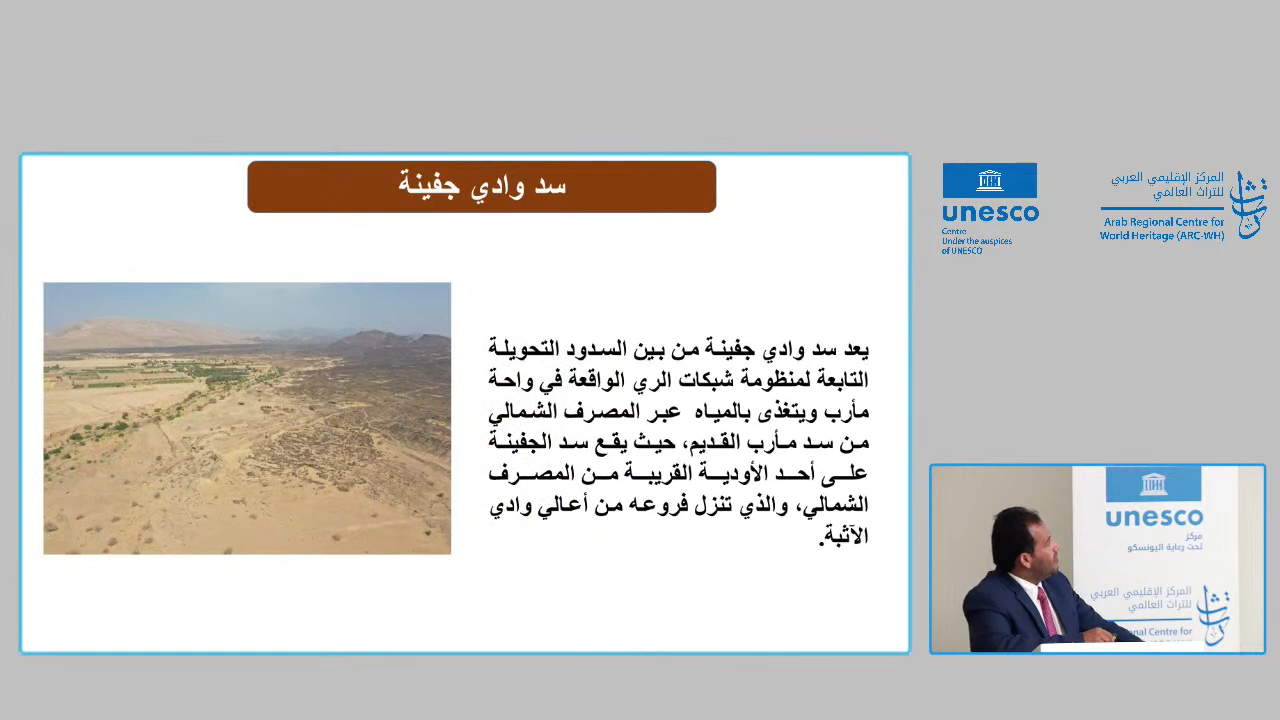 سد وادي جفينة
يعد سد وادي جفينة من بين السدود التحويلة
التابعة لمنظومة شبكات الري الواقعة في واحة
مأرب ويتغذى بالمياه عبر المصرف الشمالي
من سد مأرب القديم، حيث يقع سد الجفينة
على أحد الأودية القريبة من المصرف
الشمالي، والذي تنزل فروعه من أعالي وادي
الآثبة.
unesco
Centre
Under the auspices
of UNESCO
المركز الإقليمي العربي
للتراث العالمي
Arab Regional Centre for
World Heritage (ARC-WH)
unesco
مركز
تحت رعاية اليونسكو
المركز الإقليمي العربي
للتراث العالمي
nal Centre for